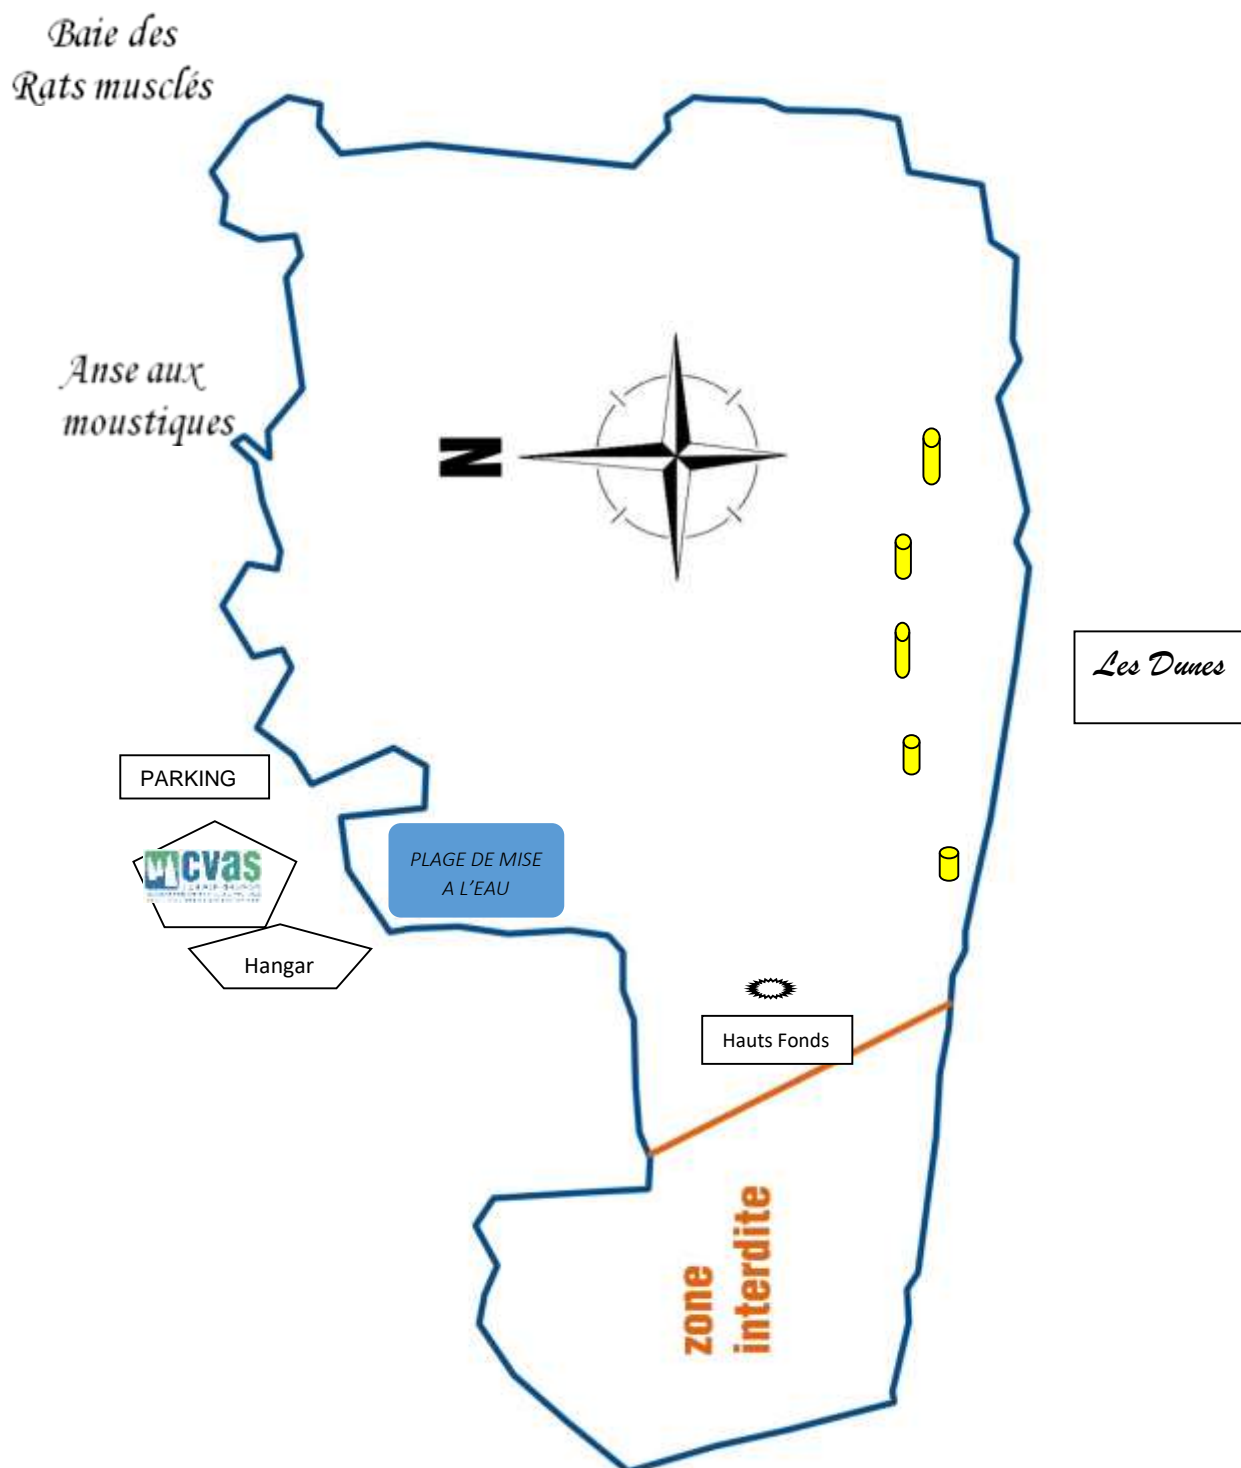 Baie des
Rats musclés
Anse aux
moustiques
N
Les Dunes
PARKING
cvas
PLAGE DE MISE
A L'EAU
Hangar
Hauts Fonds
zone
interdite